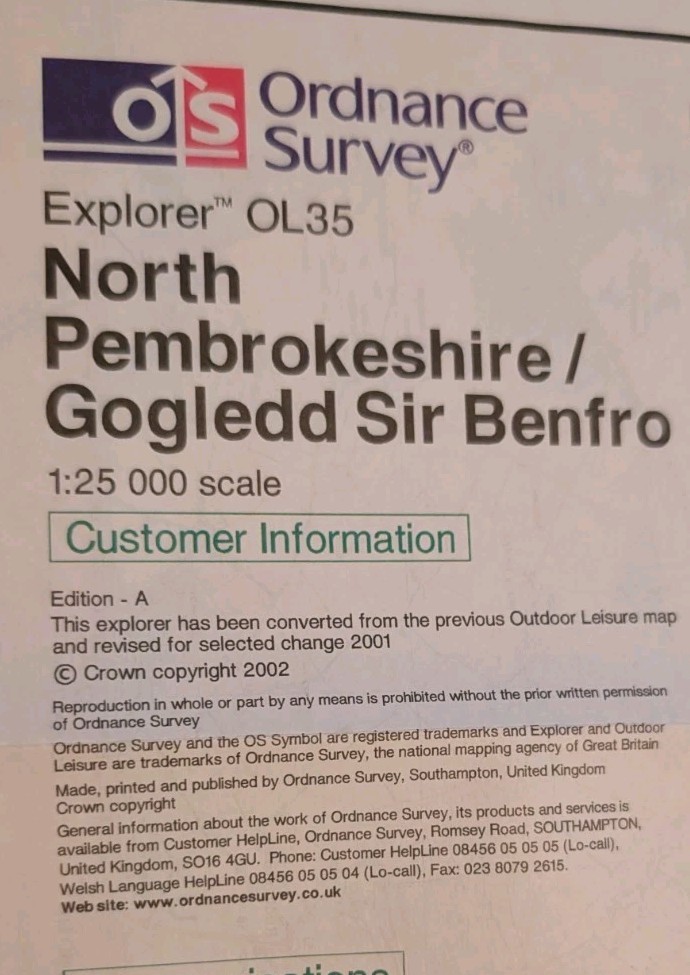 OS Ordnance
Survey®
Explorer™ OL35
North
Pembrokeshire /
Gogledd Sir Benfro
1:25 000 scale
Customer Information
Edition - A
This explorer has been converted from the previous Outdoor Leisure map
and revised for selected change 2001
© Crown copyright 2002
Reproduction in whole or part by any means is prohibited without the prior written permission
of Ordnance Survey
Ordnance Survey and the OS Symbol are registered trademarks and Explorer and Outdoor
Leisure are trademarks of Ordnance Survey, the national mapping agency of Great Britain
Made, printed and published by Ordnance Survey, Southampton, United Kingdom
Crown copyright
General information about the work of Ordnance Survey, its products and services is
available from Customer HelpLine, Ordnance Survey, Romsey Road, SOUTHAMPTON,
United Kingdom, SO16 4GU. Phone: Customer HelpLine 08456 05 05 05 (Lo-call),
Welsh Language HelpLine 08456 05 05 04 (Lo-call), Fax: 023 8079 2615.
Web site: www.ordnancesurvey.co.uk